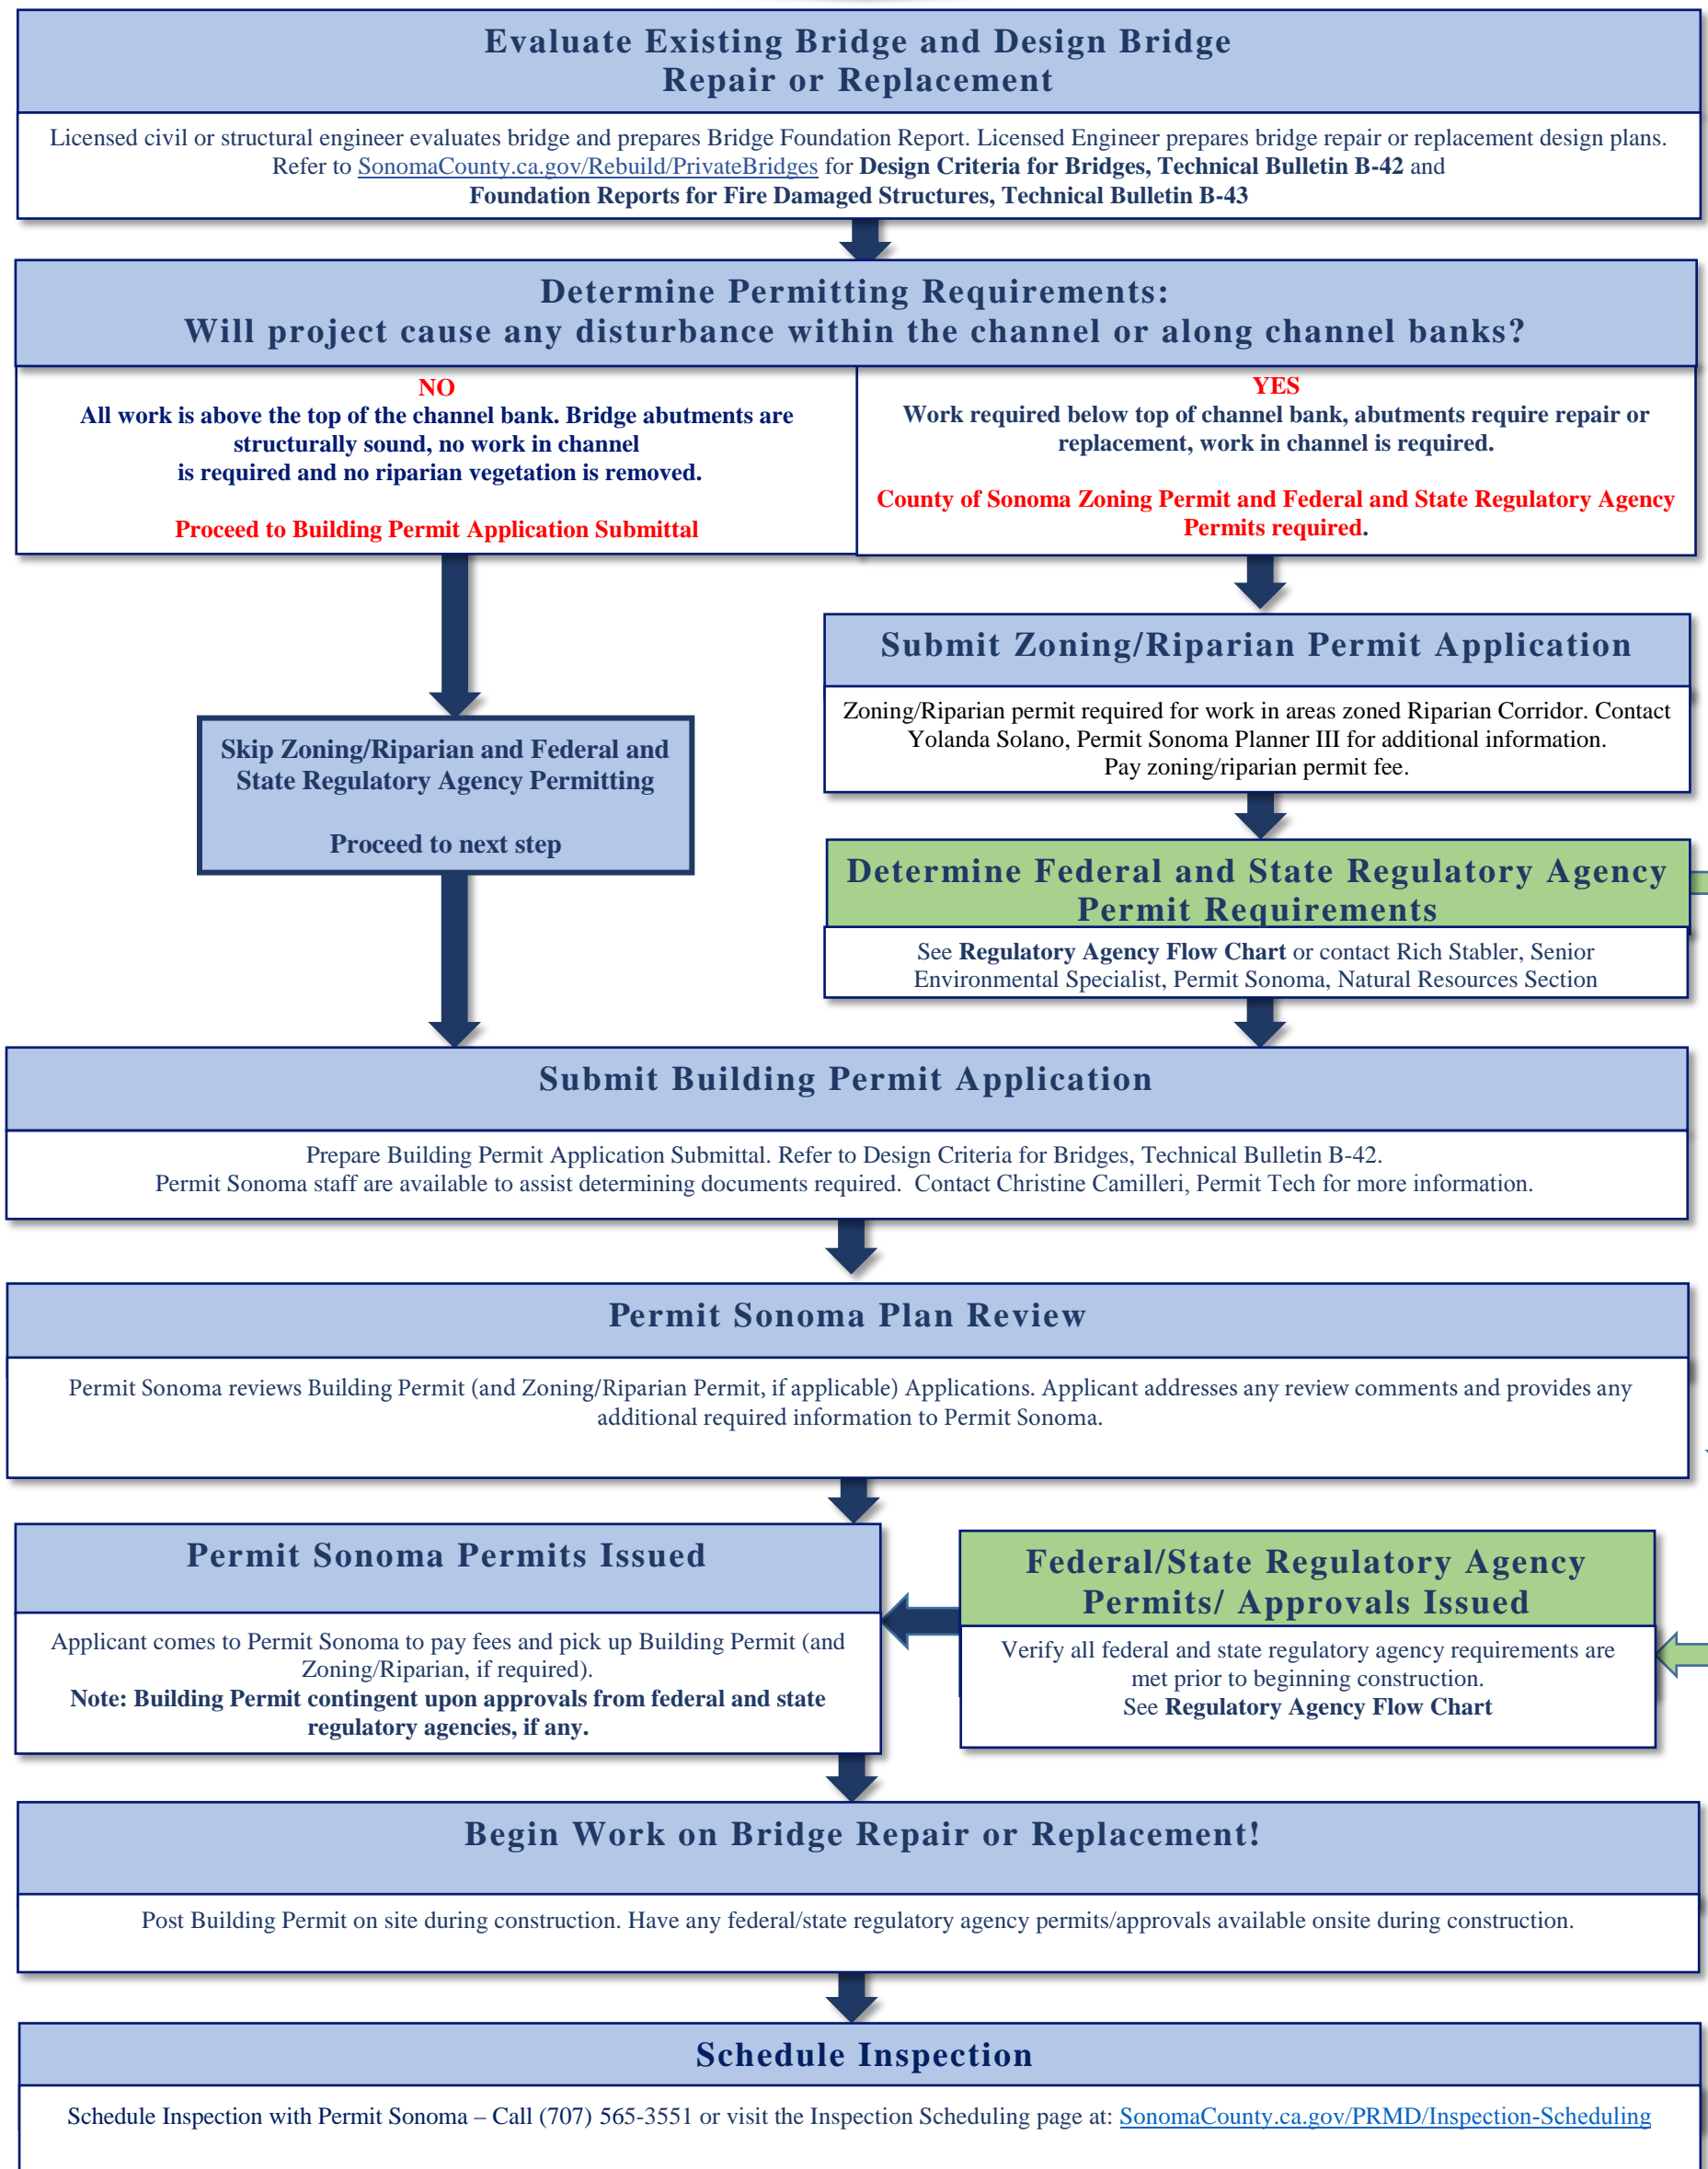 Evaluate Existing Bridge and Design Bridge
Repair or Replacement
Licensed civil or structural engineer evaluates bridge and prepares Bridge Foundation Report. Licensed Engineer prepares bridge repair or replacement design plans.
Refer to SonomaCounty.ca.gov/Rebuild/PrivateBridges for Design Criteria for Bridges, Technical Bulletin B-42 and
Foundation Reports for Fire Damaged Structures, Technical Bulletin B-43
Determine Permitting Requirements:
Will project cause any disturbance within the channel or along channel banks?
NO
All work is above the top of the channel bank. Bridge abutments are
structurally sound, no work in channel
is required and no riparian vegetation is removed.
Proceed to Building Permit Application Submittal
YES
Work required below top of channel bank, abutments require repair or
replacement, work in channel is required.
County of Sonoma Zoning Permit and Federal and State Regulatory Agency
Permits required.
Submit Zoning/Riparian Permit Application
Zoning/Riparian permit required for work in areas zoned Riparian Corridor. Contact
Yolanda Solano, Permit Sonoma Planner III for additional information.
Pay zoning/riparian permit fee.
Skip Zoning/Riparian and Federal and
State Regulatory Agency Permitting
Proceed to next step
Determine Federal and State Regulatory Agency
Permit Requirements
See Regulatory Agency Flow Chart or contact Rich Stabler, Senior
Environmental Specialist, Permit Sonoma, Natural Resources Section
Submit Building Permit Application
Prepare Building Permit Application Submittal. Refer to Design Criteria for Bridges, Technical Bulletin B-42.
Permit Sonoma staff are available to assist determining documents required. Contact Christine Camilleri, Permit Tech for more information.
Permit Sonoma Plan Review
Permit Sonoma reviews Building Permit (and Zoning/Riparian Permit, if applicable) Applications. Applicant addresses any review comments and provides any
additional required information to Permit Sonoma.
Permit Sonoma Permits Issued
Applicant comes to Permit Sonoma to pay fees and pick up Building Permit (and
Zoning/Riparian, if required).
Note: Building Permit contingent upon approvals from federal and state
regulatory agencies, if any.
Federal/State Regulatory Agency
Permits/ Approvals Issued
Verify all federal and state regulatory agency requirements are
met prior to beginning construction.
See Regulatory Agency Flow Chart
Begin Work on Bridge Repair or Replacement!
Post Building Permit on site during construction. Have any federal/state regulatory agency permits/approvals available onsite during construction.
Schedule Inspection
Schedule Inspection with Permit Sonoma – Call (707) 565-3551 or visit the Inspection Scheduling page at: SonomaCounty.ca.gov/PRMD/Inspection-Scheduling